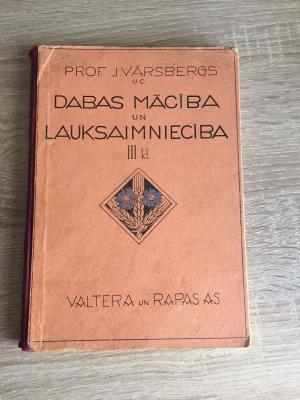 PROF. J. VĀRSBERGS
U.C.
DABAS MĀCĪBA
UN
LAUKSAIMNIECĪBA
III kl.
VALTERA UN RAPAS A.S.